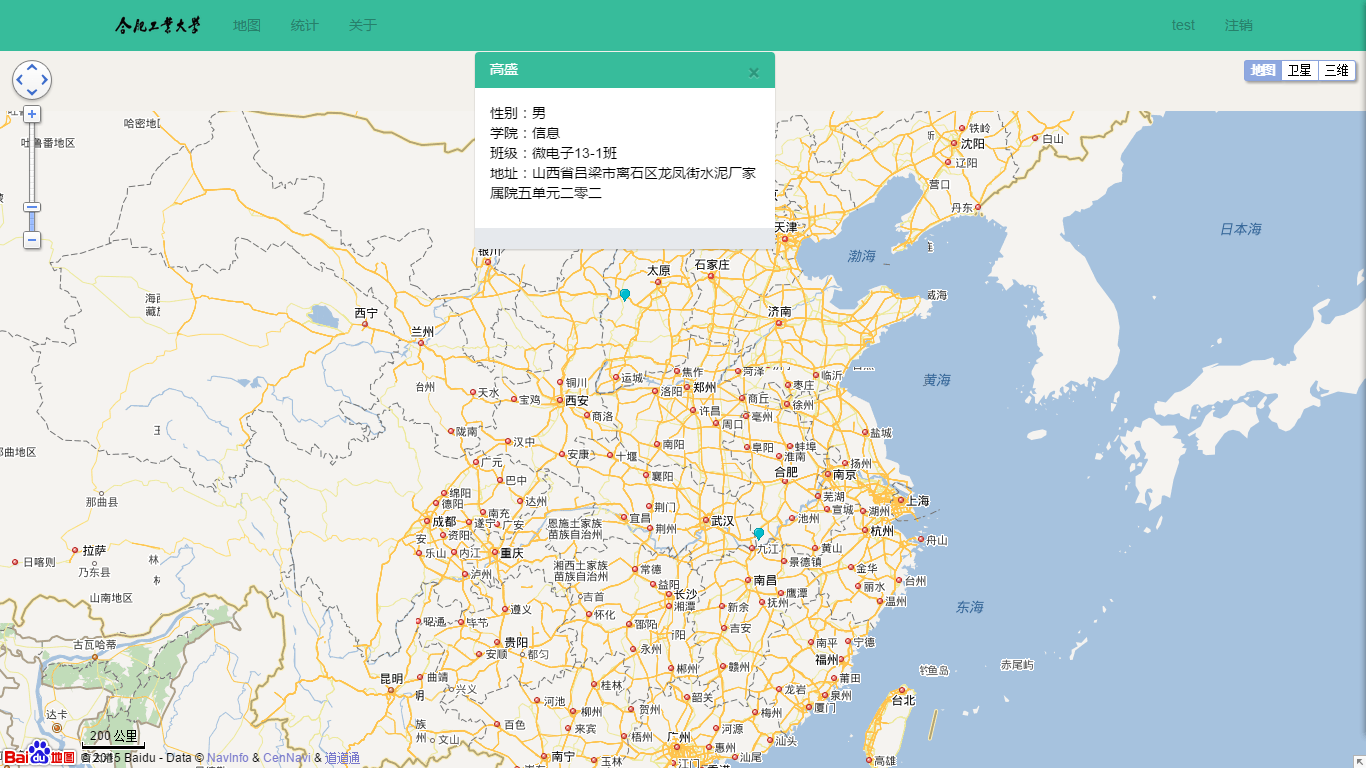 合肥工业大学 地图 统计 关于 test 注销
高盛 ×
地图 卫星 三维
性别：男
学院：信息
班级：微电子13-1班
地址：山西省吕梁市离石区龙凤街水泥厂家
属院五单元二零二
吐鲁番地区
铁岭
白山
沈阳
辽阳
营口
丹东
天津
日本海
渤海
银川
太原
石家庄
威海
西宁
济南
兰州
黄海
台州
天水
宝鸡
铜川
西安
运城
焦作
洛阳
郑州
菏泽
临沂
枣庄
商丘
徐州
商洛
许昌
亳州
周口
陇南
汉中
南阳
阜阳
蚌埠
盐城
广元
安康
十堰
淮南
扬州
巴中
襄阳
合肥
南京
绵阳
德阳
达州
那曲县
荆门
芜湖
上海
成都
南充
遂宁
广安
恩施土家族
苗族自治州
宜昌
荆州
武汉
池州
宣城
湖州
资阳
杭州
舟山
拉萨
日喀则
乐山
内江
重庆
九江
黄山
乃东县
泸州
湘西土家族
苗族自治州
常德
景德镇
金华
台州
山南地区
益阳
南昌
丽水
长沙
鹰潭
温州
吉首
湘潭
新余
抚州
东海
遵义
怀化
昭通
毕节
邵阳
吉安
古瓦哈蒂
贵阳
南平
宁德
安顺
都匀
永州
福州
赤尾屿
钓鱼岛
昆明
曲靖
兴义
桂林
郴州
赣州
莆田
龙岩
泉州
台北
达卡
河池
柳州
贺州
韶关
梅州
厦门
百色
来宾
文山
梧州
广州
河源
汕头
惠州
南宁
玉林
江门
汕尾
高雄
200 公里
Bai du 地图 © 2015 Baidu - Data © NavInfo & CenNavi & 道道通